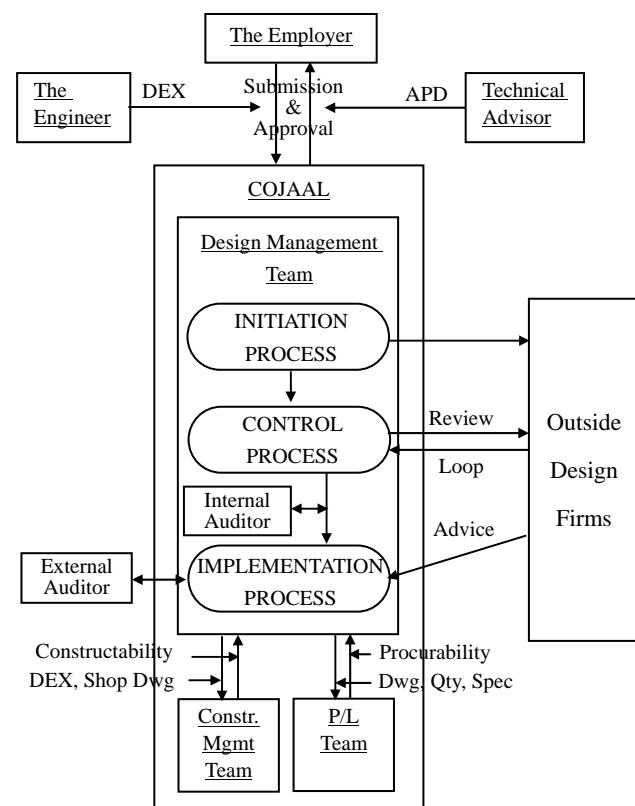 The Employer
The
Engineer
DEX
Submission
&
Approval
APD
Technical
Advisor
COJAAL
Design Management
Team
INITIATION
PROCESS
CONTROL
PROCESS
Review
Loop
Outside
Design
Firms
Internal
Auditor
Advice
External
Auditor
IMPLEMENTATION
PROCESS
Constructability
DEX, Shop Dwg
Procurability
Dwg, Qty, Spec
Constr.
Mgmt
Team
P/L
Team